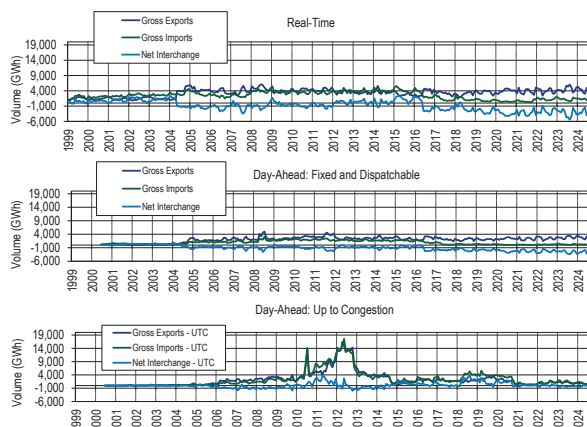 Real-Time
Gross Exports
Gross Imports
Net Interchange
Volume (GWh)
19,000
14,000
9,000
4,000
-1,000
-6,000
1999 2000 2001 2002 2003 2004 2005 2006 2007 2008 2009 2010 2011 2012 2013 2014 2015 2016 2017 2018 2019 2020 2021 2022 2023 2024
Day-Ahead: Fixed and Dispatchable
Gross Exports
Gross Imports
Net Interchange
Volume (GWh)
19,000
14,000
9,000
4,000
-1,000
-6,000
1999 2000 2001 2002 2003 2004 2005 2006 2007 2008 2009 2010 2011 2012 2013 2014 2015 2016 2017 2018 2019 2020 2021 2022 2023 2024
Day-Ahead: Up to Congestion
Gross Exports - UTC
Gross Imports - UTC
Net Interchange - UTC
Volume (GWh)
19,000
14,000
9,000
4,000
-1,000
-6,000
999 000 001 002 003 004 005 006 007 008 009 010 011 012 013 014 015 016 017 018 019 020 021 022 023 024